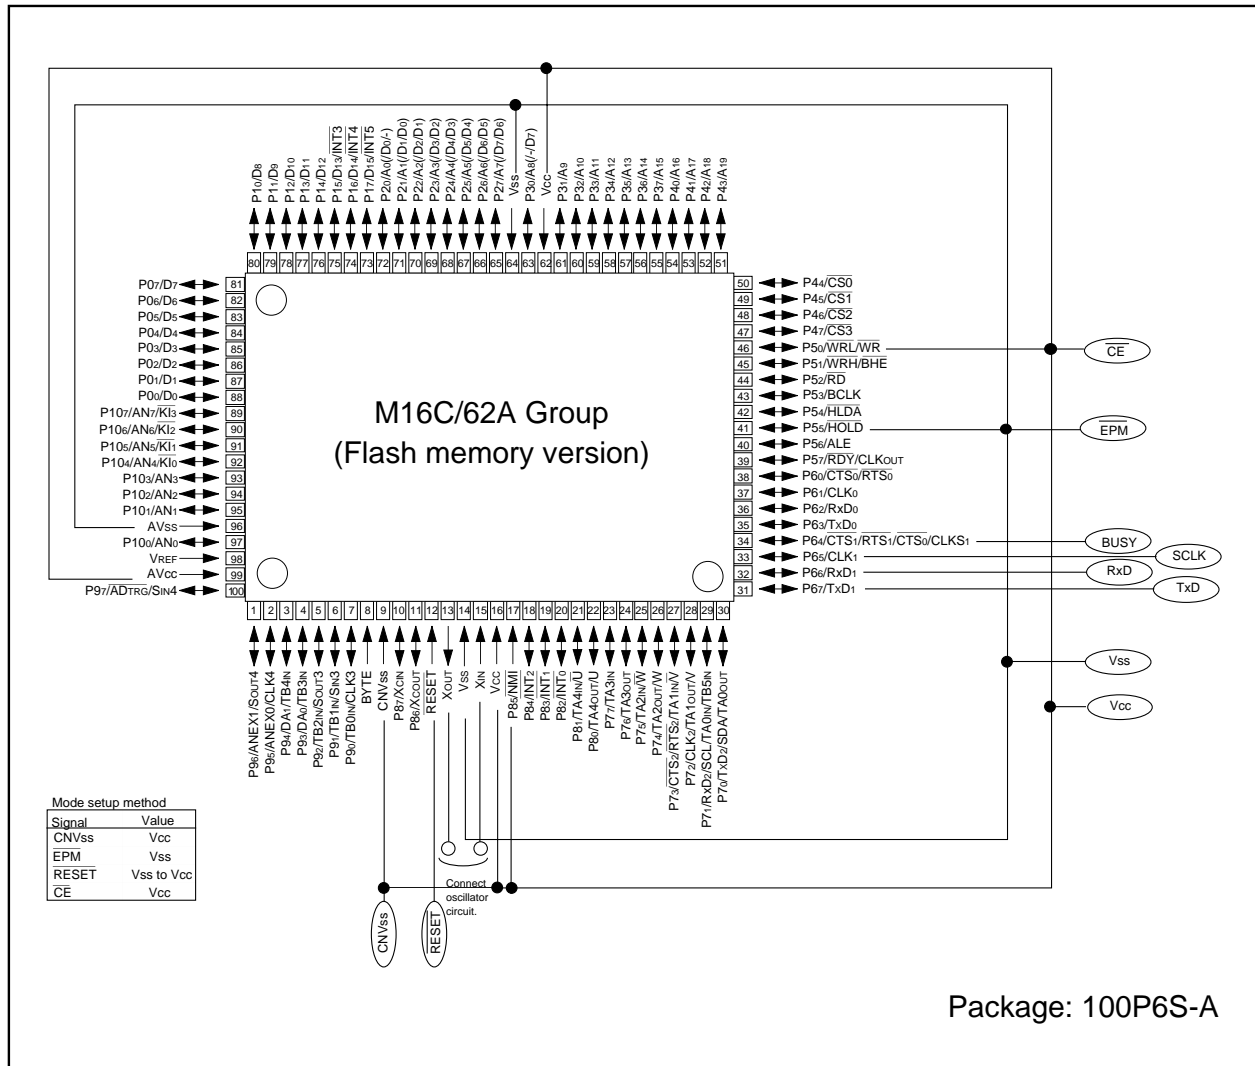 P10/D8
P11/D9
P12/D10
P13/D11
P14/D12
P15/D13/INT3
P16/D14/INT4
P17/D15/INT5
P20/A0(/D0/-)
P21/A1(/D1/D0)
P22/A2(/D2/D1)
P23/A3(/D3/D2)
P24/A4(/D4/D3)
P25/A5(/D5/D4)
P26/A6(/D6/D5)
P27/A7(/D7/D6)
Vss
P30/A8(/-/D7)
Vcc
P31/A9
P32/A10
P33/A11
P34/A12
P35/A13
P36/A14
P37/A15
P40/A16
P41/A17
P42/A18
P43/A19
80 79 78 77 76 75 74 73 72 71 70 69 68 67 66 65 64 63 62 61 60 59 58 57 56 55 54 53 52 51
P07/D7 81
P06/D6 82
P05/D5 83
P04/D4 84
P03/D3 85
P02/D2 86
P01/D1 87
P00/D0 88
P107/AN7/KI3 89
P106/AN6/KI2 90
P105/AN5/KI1 91
P104/AN4/KI0 92
P103/AN3 93
P102/AN2 94
P101/AN1 95
AVss 96
P100/AN0 97
VREF 98
AVcc 99
P97/ADTRG/SIN4 100
M16C/62A Group
(Flash memory version)
50 P44/CS0
49 P45/CS1
48 P46/CS2
47 P47/CS3
46 P50/WRL/WR
45 P51/WRH/BHE
44 P52/RD
43 P53/BCLK
42 P54/HLDA
41 P55/HOLD
40 P56/ALE
39 P57/RDY/CLKOUT
38 P60/CTS0/RTS0
37 P61/CLK0
36 P62/RxD0
35 P63/TxD0
34 P64/CTS1/RTS1/CTS0/CLKS1
33 P65/CLK1
32 P66/RxD1
31 P67/TxD1
CE
EPM
BUSY
SCLK
RxD
TxD
Vss
Vcc
1 2 3 4 5 6 7 8 9 10 11 12 13 14 15 16 17 18 19 20 21 22 23 24 25 26 27 28 29 30
P96/ANEX1/SOUT4
P95/ANEX0/CLK4
P94/DA1/TB4IN
P93/DA0/TB3IN
P92/TB2IN/SOUT3
P91/TB1IN/SIN3
P90/TB0IN/CLK3
BYTE
CNVss
P87/XCIN
P86/XCOUT
RESET
XOUT
Vss
XIN
Vcc
P85/NMI
P84/INT2
P83/INT1
P82/INT0
P81/TA4IN/U
P80/TA4OUT/U
P77/TA3IN
P76/TA3OUT
P75/TA2IN/W
P74/TA2OUT/W
P73/CTS2/RTS2/TA1IN/V
P72/CLK2/TA1OUT/V
P71/RxD2/SCL/TA0IN/TB5IN
P70/TxD2/SDA/TA0OUT
Mode setup method
Signal Value
CNVss Vcc
EPM Vss
RESET Vss to Vcc
CE Vcc
Connect
oscillator
circuit.
CNVss
RESET
Package: 100P6S-A